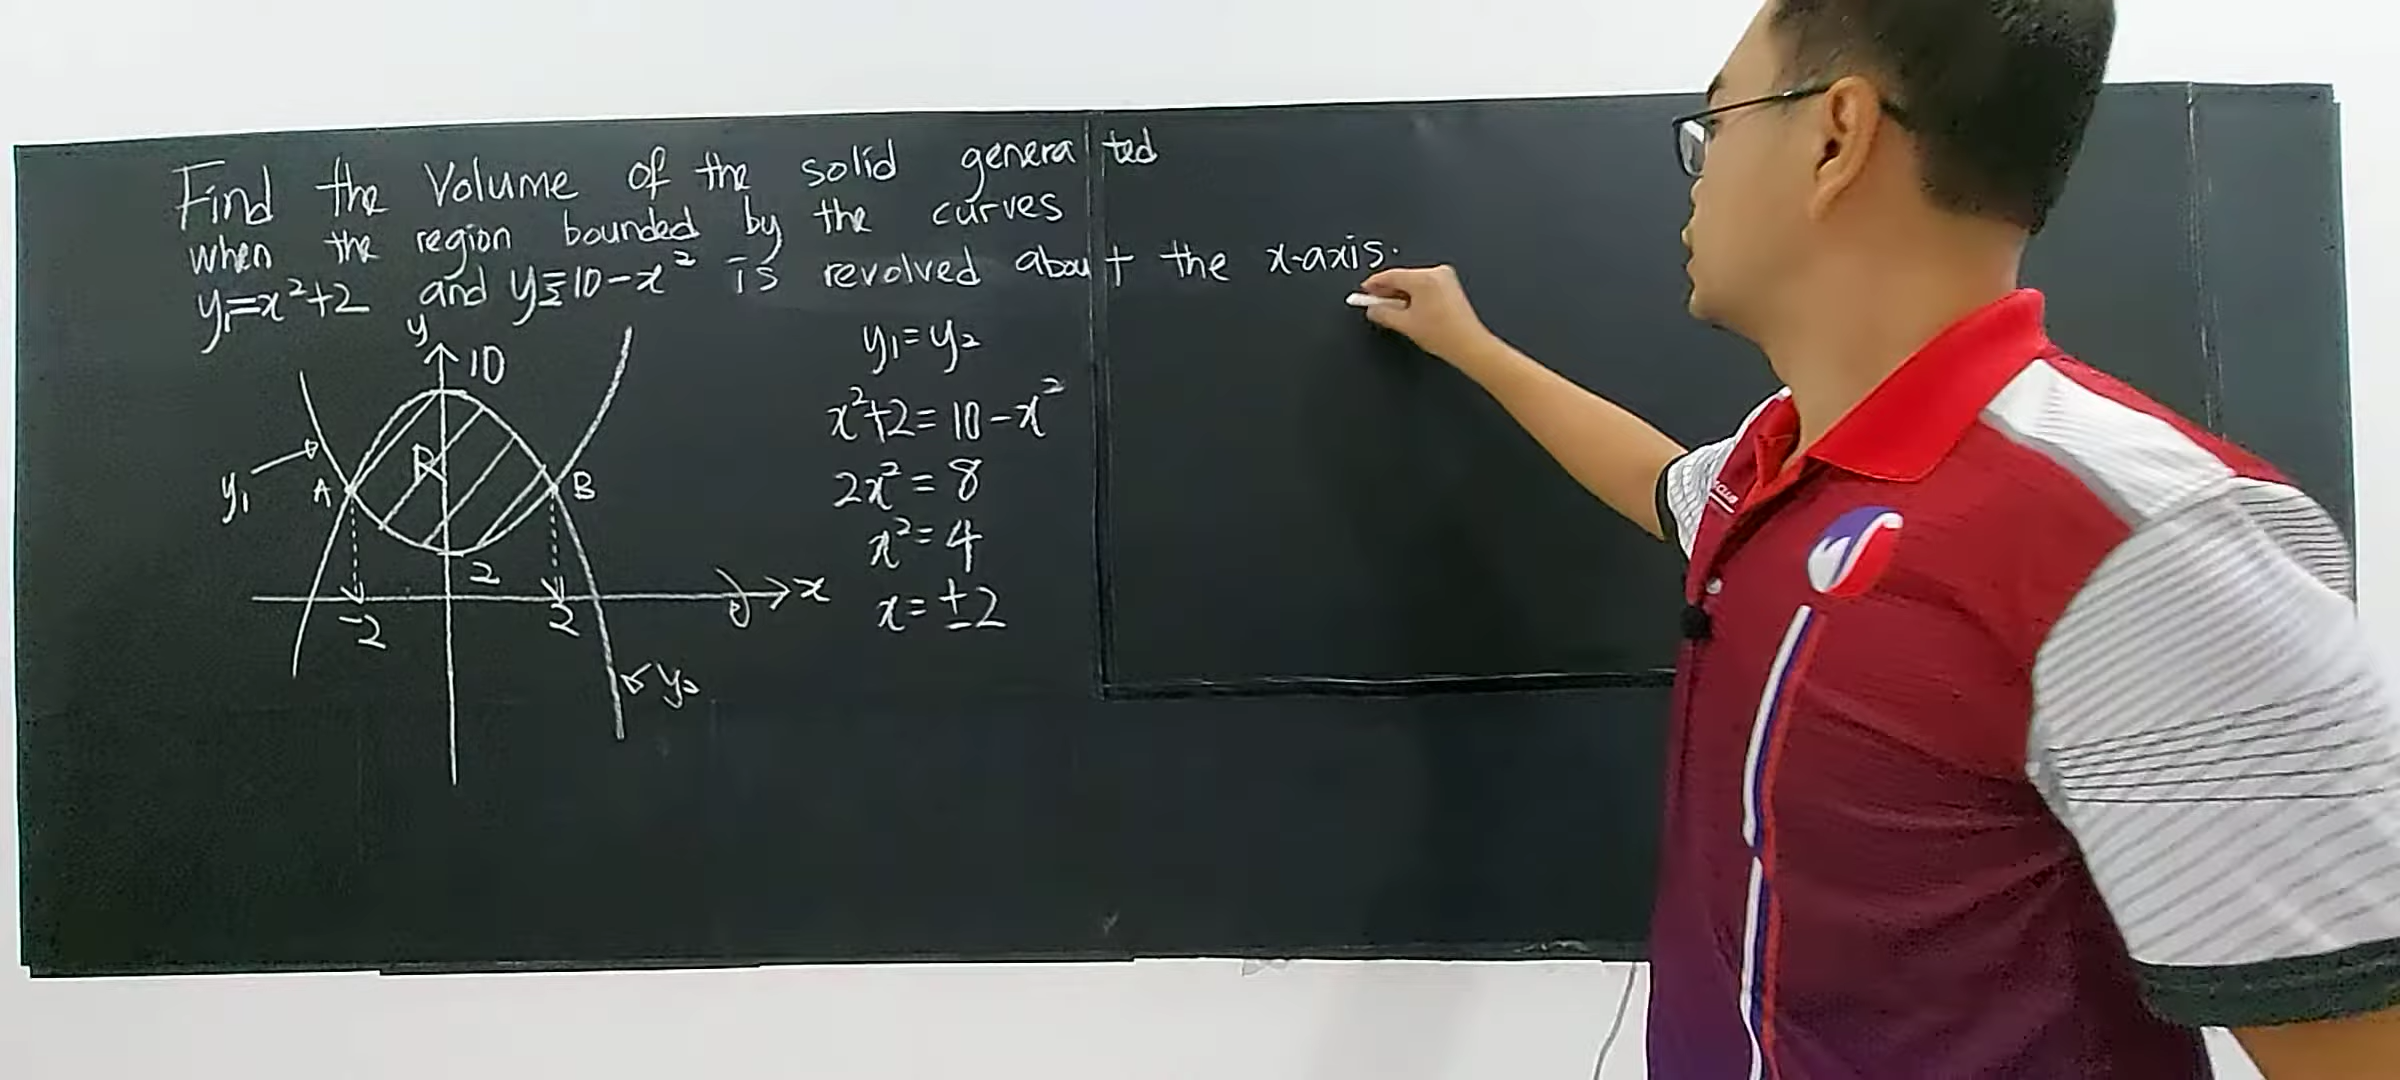 Find the Volume of the solid generated
when the region bounded by the curves
y₁=x²+2 and y₂=10-x² is revolved about the x-axis.
y
10
R
y₁
A
B
2
x
-2
2
y₂
y₁=y₂
x²+2=10-x²
2x²=8
x²=4
x=±2